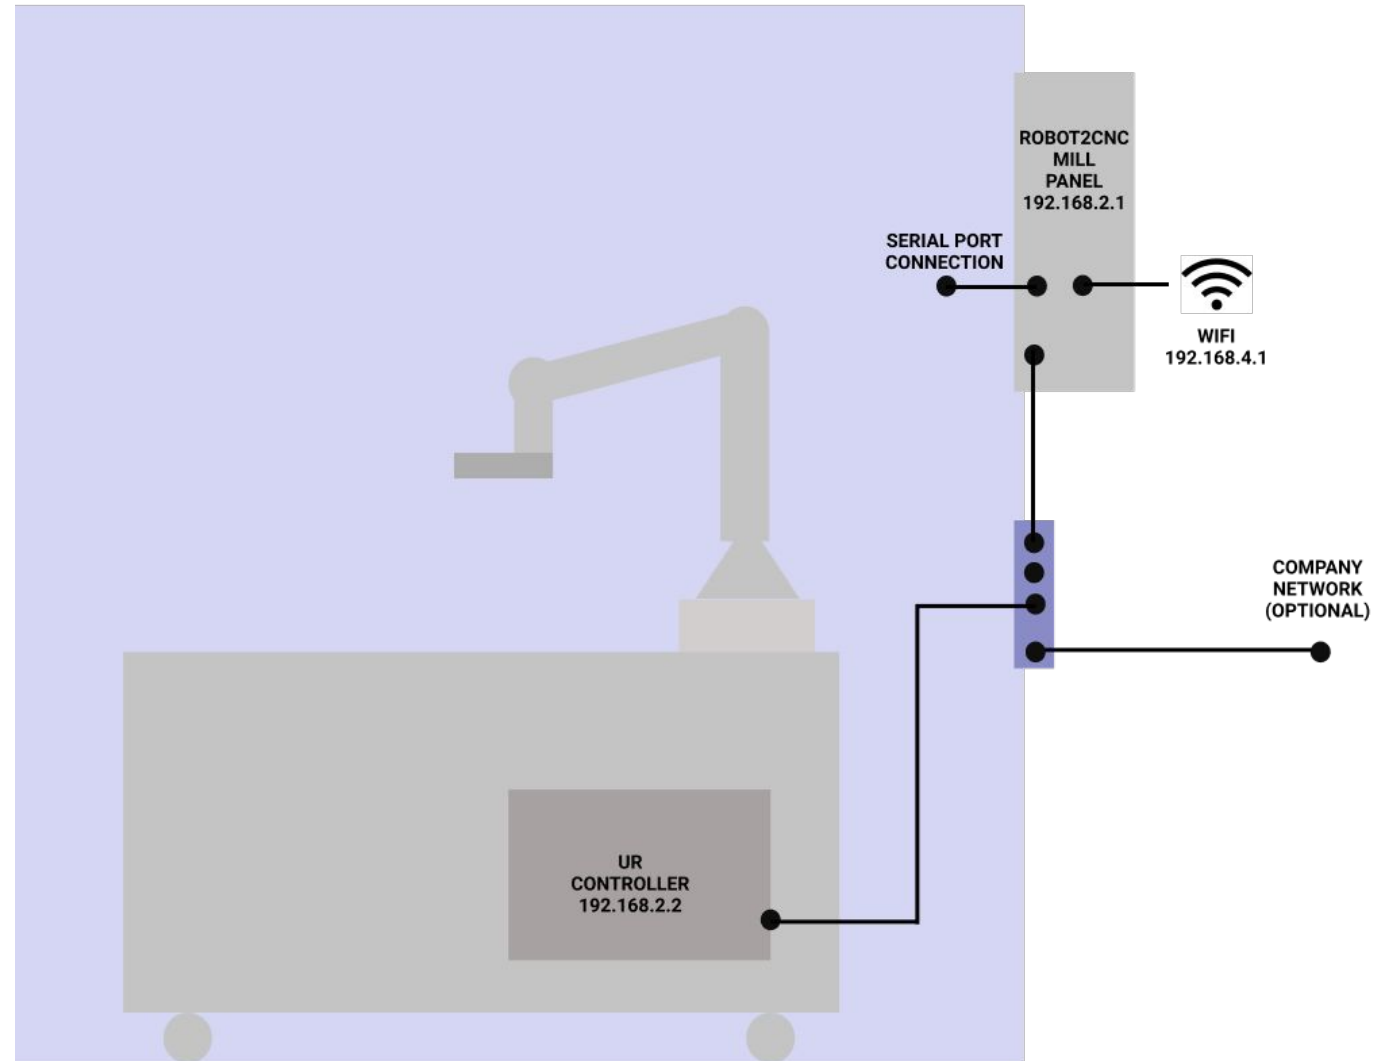 ROBOT2CNC
MILL
PANEL
192.168.2.1
SERIAL PORT
CONNECTION
WIFI
192.168.4.1
COMPANY
NETWORK
(OPTIONAL)
UR
CONTROLLER
192.168.2.2